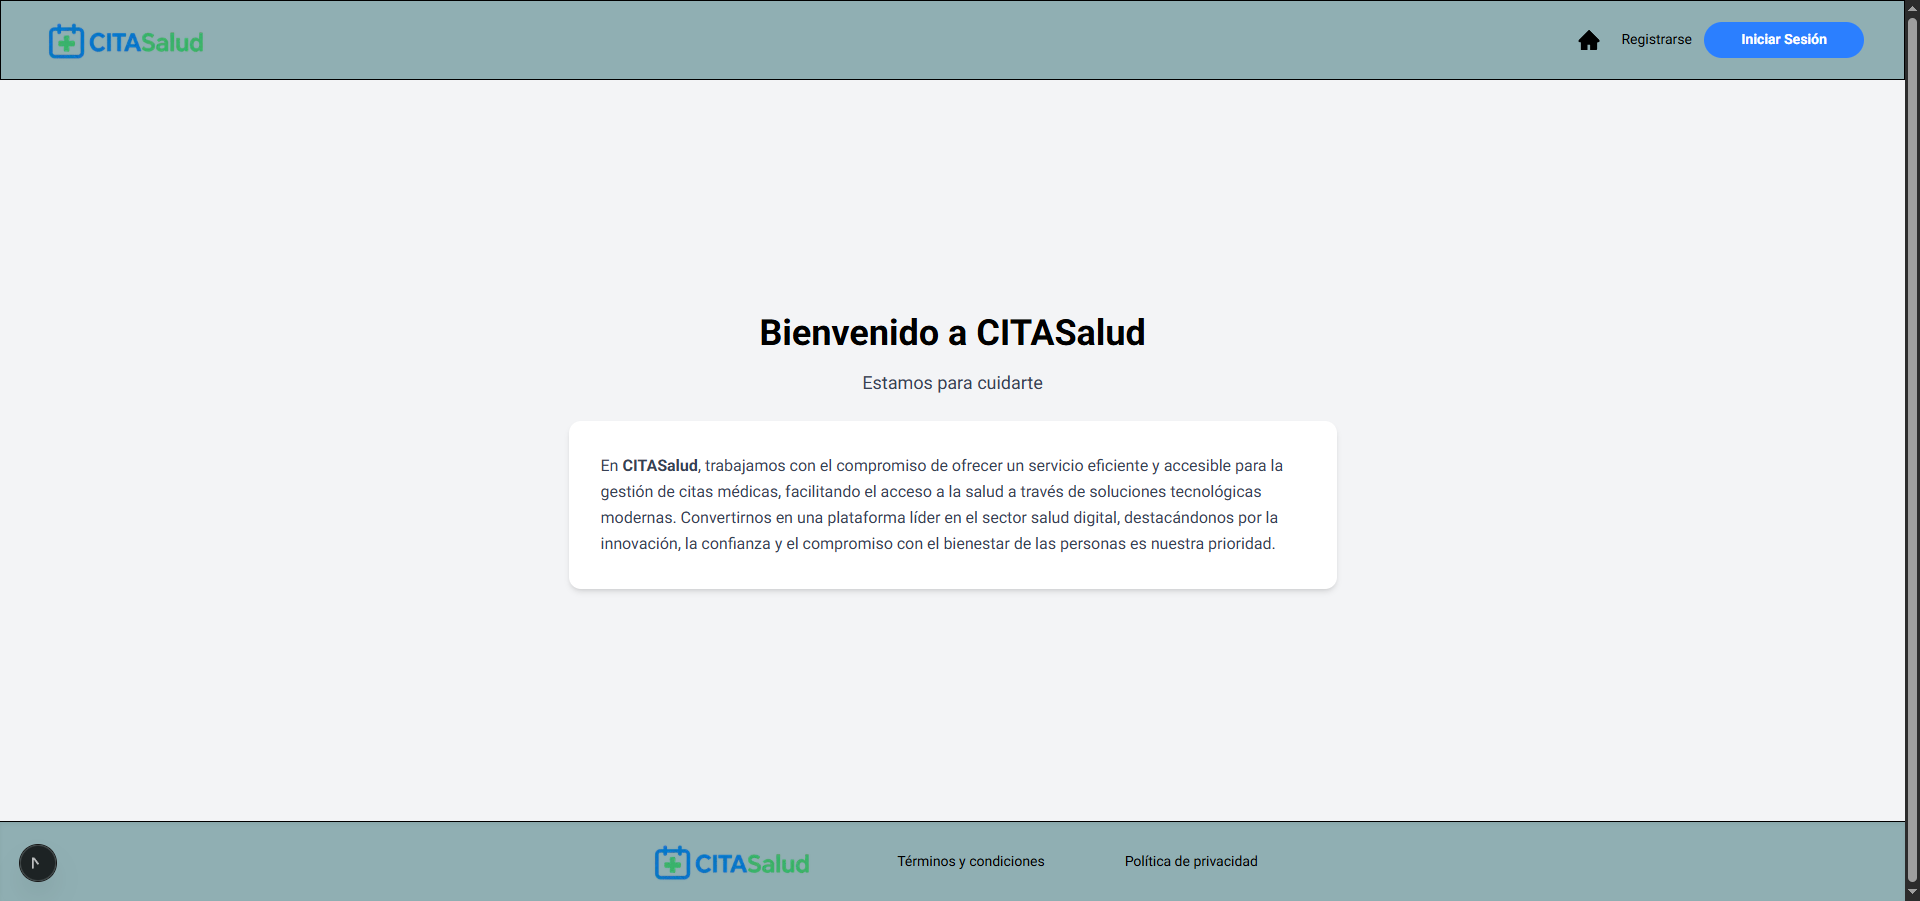 CITASalud
Registrarse
Iniciar Sesión
Bienvenido a CITASalud
Estamos para cuidarte
En CITASalud, trabajamos con el compromiso de ofrecer un servicio eficiente y accesible para la
gestión de citas médicas, facilitando el acceso a la salud a través de soluciones tecnológicas
modernas. Convertirnos en una plataforma líder en el sector salud digital, destacándonos por la
innovación, la confianza y el compromiso con el bienestar de las personas es nuestra prioridad.
CITASalud
Términos y condiciones
Política de privacidad